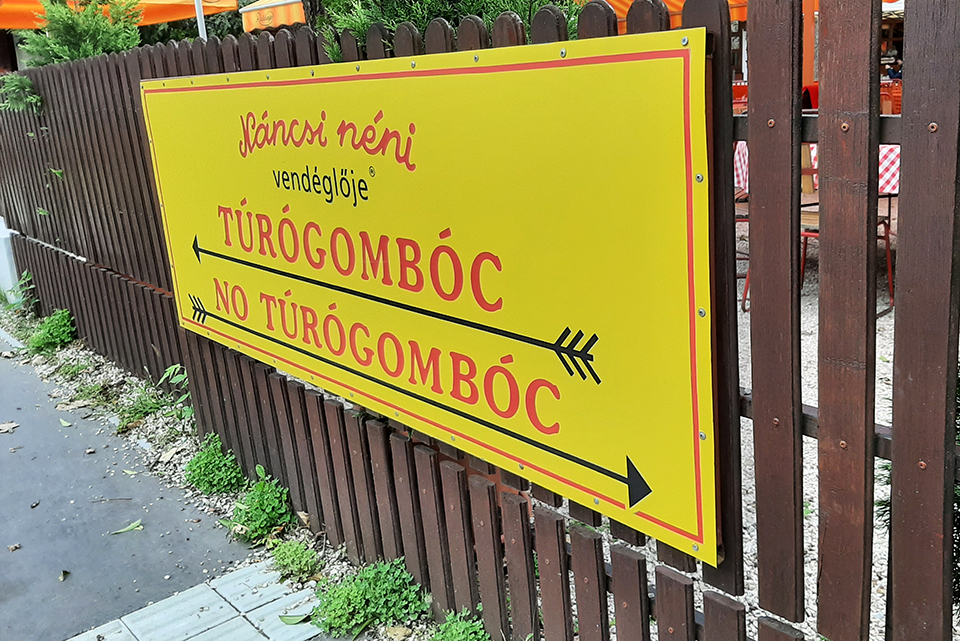 Náncsi néni
vendéglője®
TÚRÓGOMBÓC
NO TÚRÓGOMBÓC